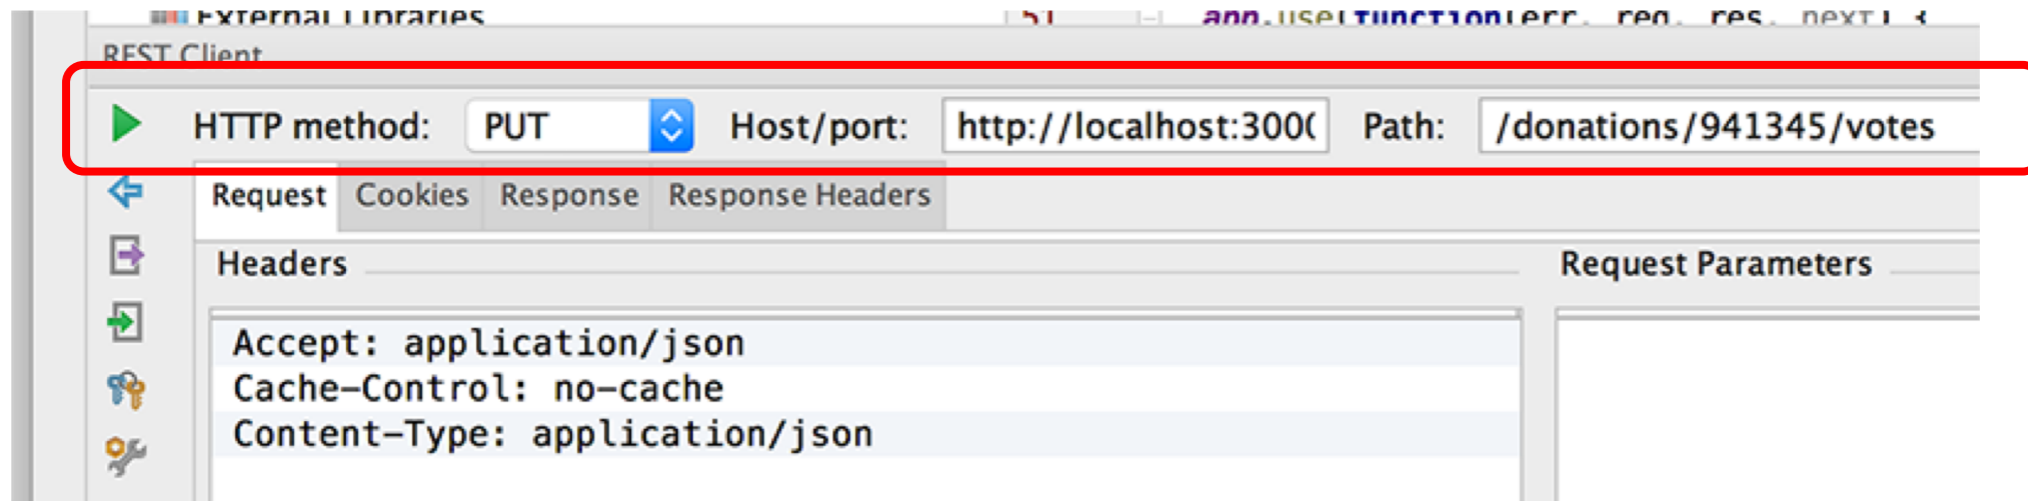 External Libraries
51 app.use(function(err, req, res, next) {
REST Client
HTTP method: PUT Host/port: http://localhost:300( Path: /donations/941345/votes
Request Cookies Response Response Headers
Headers Request Parameters
Accept: application/json
Cache-Control: no-cache
Content-Type: application/json